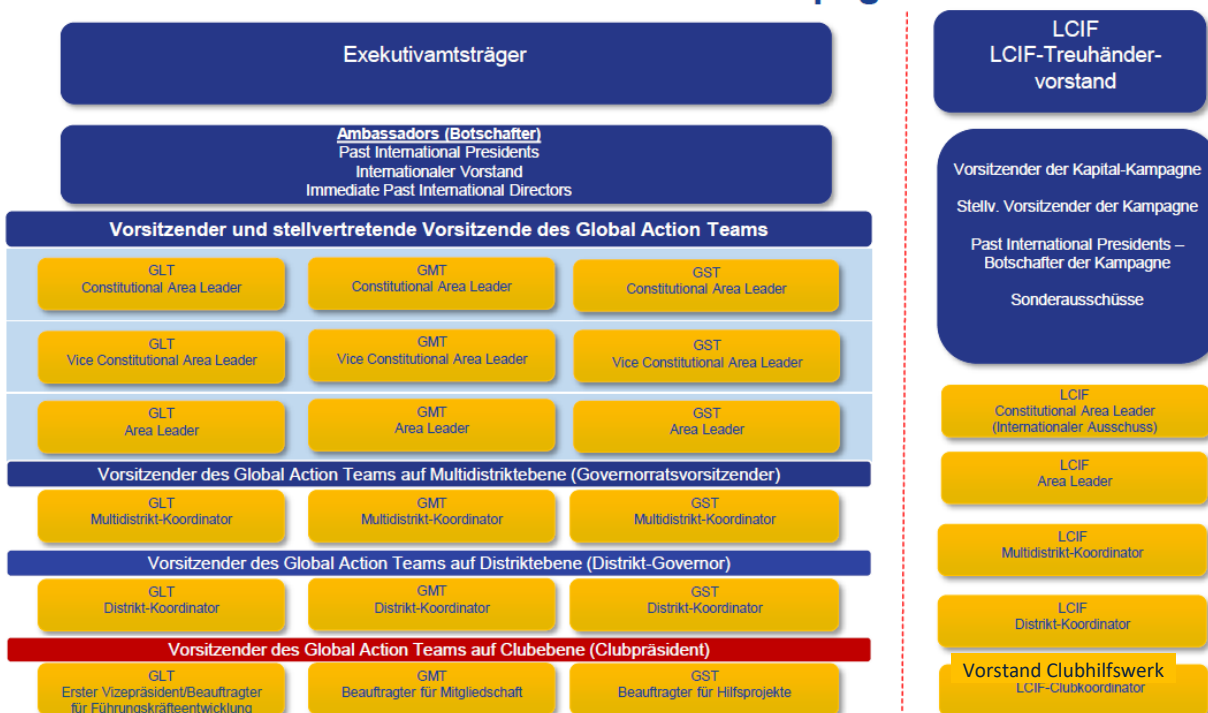 Exekutivamtsträger
Ambassadors (Botschafter)
Past International Presidents
Internationaler Vorstand
Immediate Past International Directors
Vorsitzender und stellvertretende Vorsitzende des Global Action Teams
GLT
Constitutional Area Leader
GMT
Constitutional Area Leader
GST
Constitutional Area Leader
GLT
Vice Constitutional Area Leader
GMT
Vice Constitutional Area Leader
GST
Vice Constitutional Area Leader
GLT
Area Leader
GMT
Area Leader
GST
Area Leader
Vorsitzender des Global Action Teams auf Multidistriktebene (Governorratsvorsitzender)
GLT
Multidistrikt-Koordinator
GMT
Multidistrikt-Koordinator
GST
Multidistrikt-Koordinator
Vorsitzender des Global Action Teams auf Distriktebene (Distrikt-Governor)
GLT
Distrikt-Koordinator
GMT
Distrikt-Koordinator
GST
Distrikt-Koordinator
Vorsitzender des Global Action Teams auf Clubebene (Clubpräsident)
GLT
Erster Vizepräsident/Beauftragter
für Führungskräfteentwicklung
GMT
Beauftragter für Mitgliedschaft
GST
Beauftragter für Hilfsprojekte
LCIF
LCIF-Treuhänder-
vorstand
Vorsitzender der Kapital-Kampagne
Stellv. Vorsitzender der Kampagne
Past International Presidents –
Botschafter der Kampagne
Sonderausschüsse
LCIF
Constitutional Area Leader
(Internationaler Ausschuss)
LCIF
Area Leader
LCIF
Multidistrikt-Koordinator
LCIF
Distrikt-Koordinator
Vorstand Clubhilfswerk
LCIF-Clubkoordinator